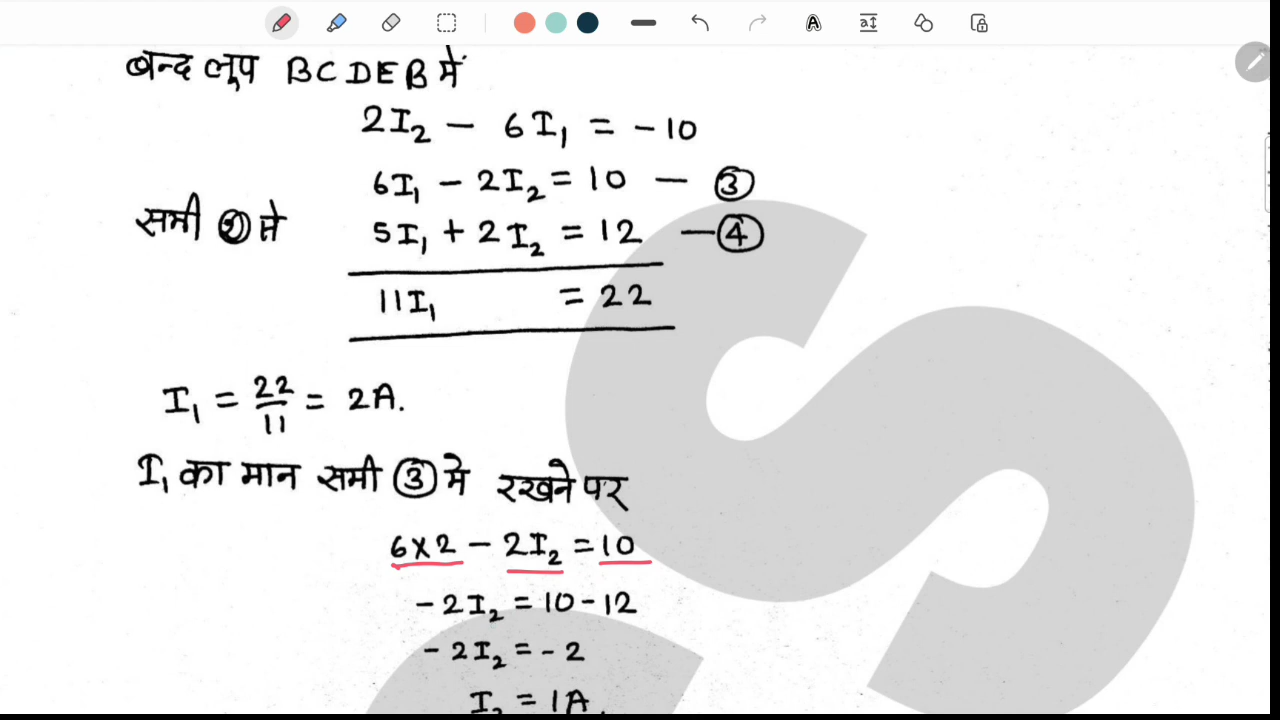 बन्द लूप BCDEB में
2I₂ − 6I₁ = −10
6I₁ − 2I₂ = 10 − ③
समी ② से 5I₁ + 2I₂ = 12 − ④
11I₁ = 22
I₁ = 22/11 = 2A.
I₁ का मान समी ③ में रखने पर
6×2 − 2I₂ = 10
−2I₂ = 10−12
−2I₂ = −2
I₂ = 1A.